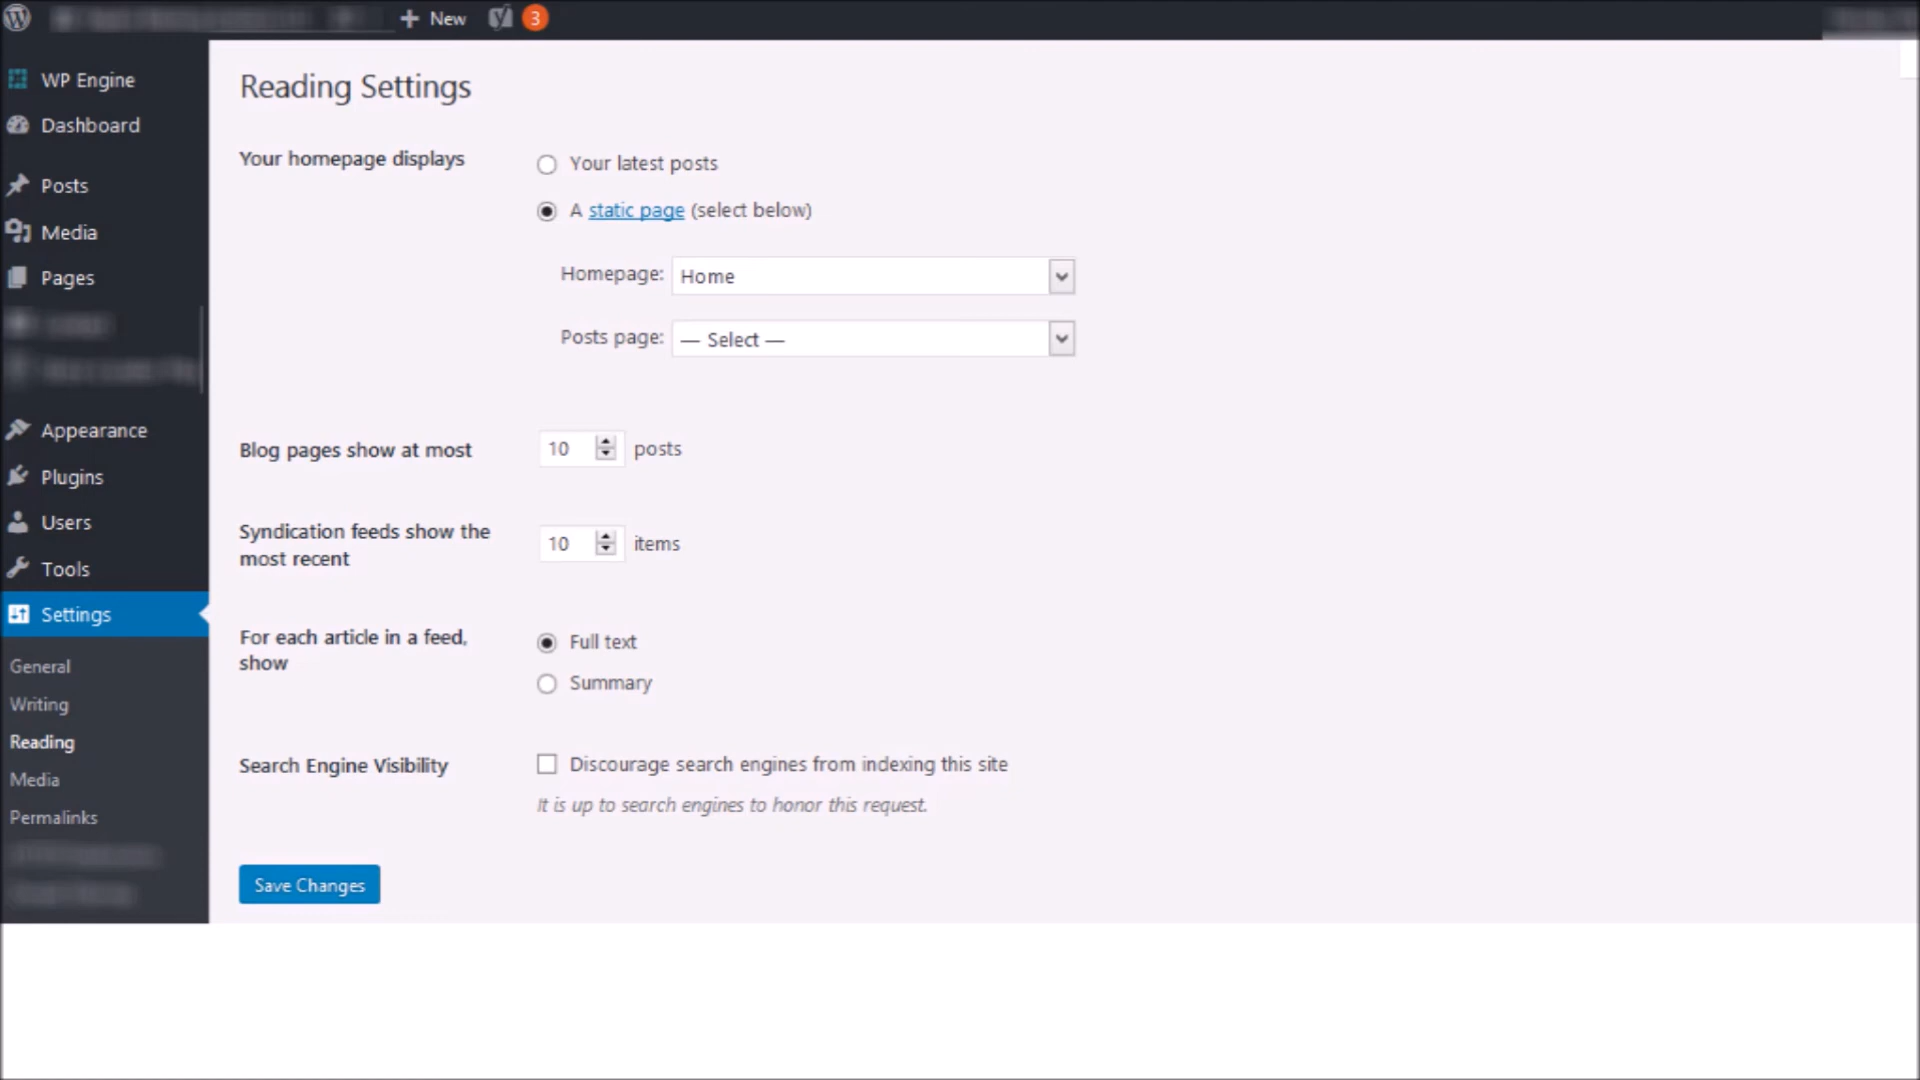 New 3
WP Engine
Dashboard
Posts
Media
Pages
Appearance
Plugins
Users
Tools
Settings
General
Writing
Reading
Media
Permalinks
Reading Settings
Your homepage displays
Your latest posts
A static page (select below)
Homepage: Home
Posts page: — Select —
Blog pages show at most 10 posts
Syndication feeds show the
most recent
10 items
For each article in a feed,
show
Full text
Summary
Search Engine Visibility
Discourage search engines from indexing this site
It is up to search engines to honor this request.
Save Changes